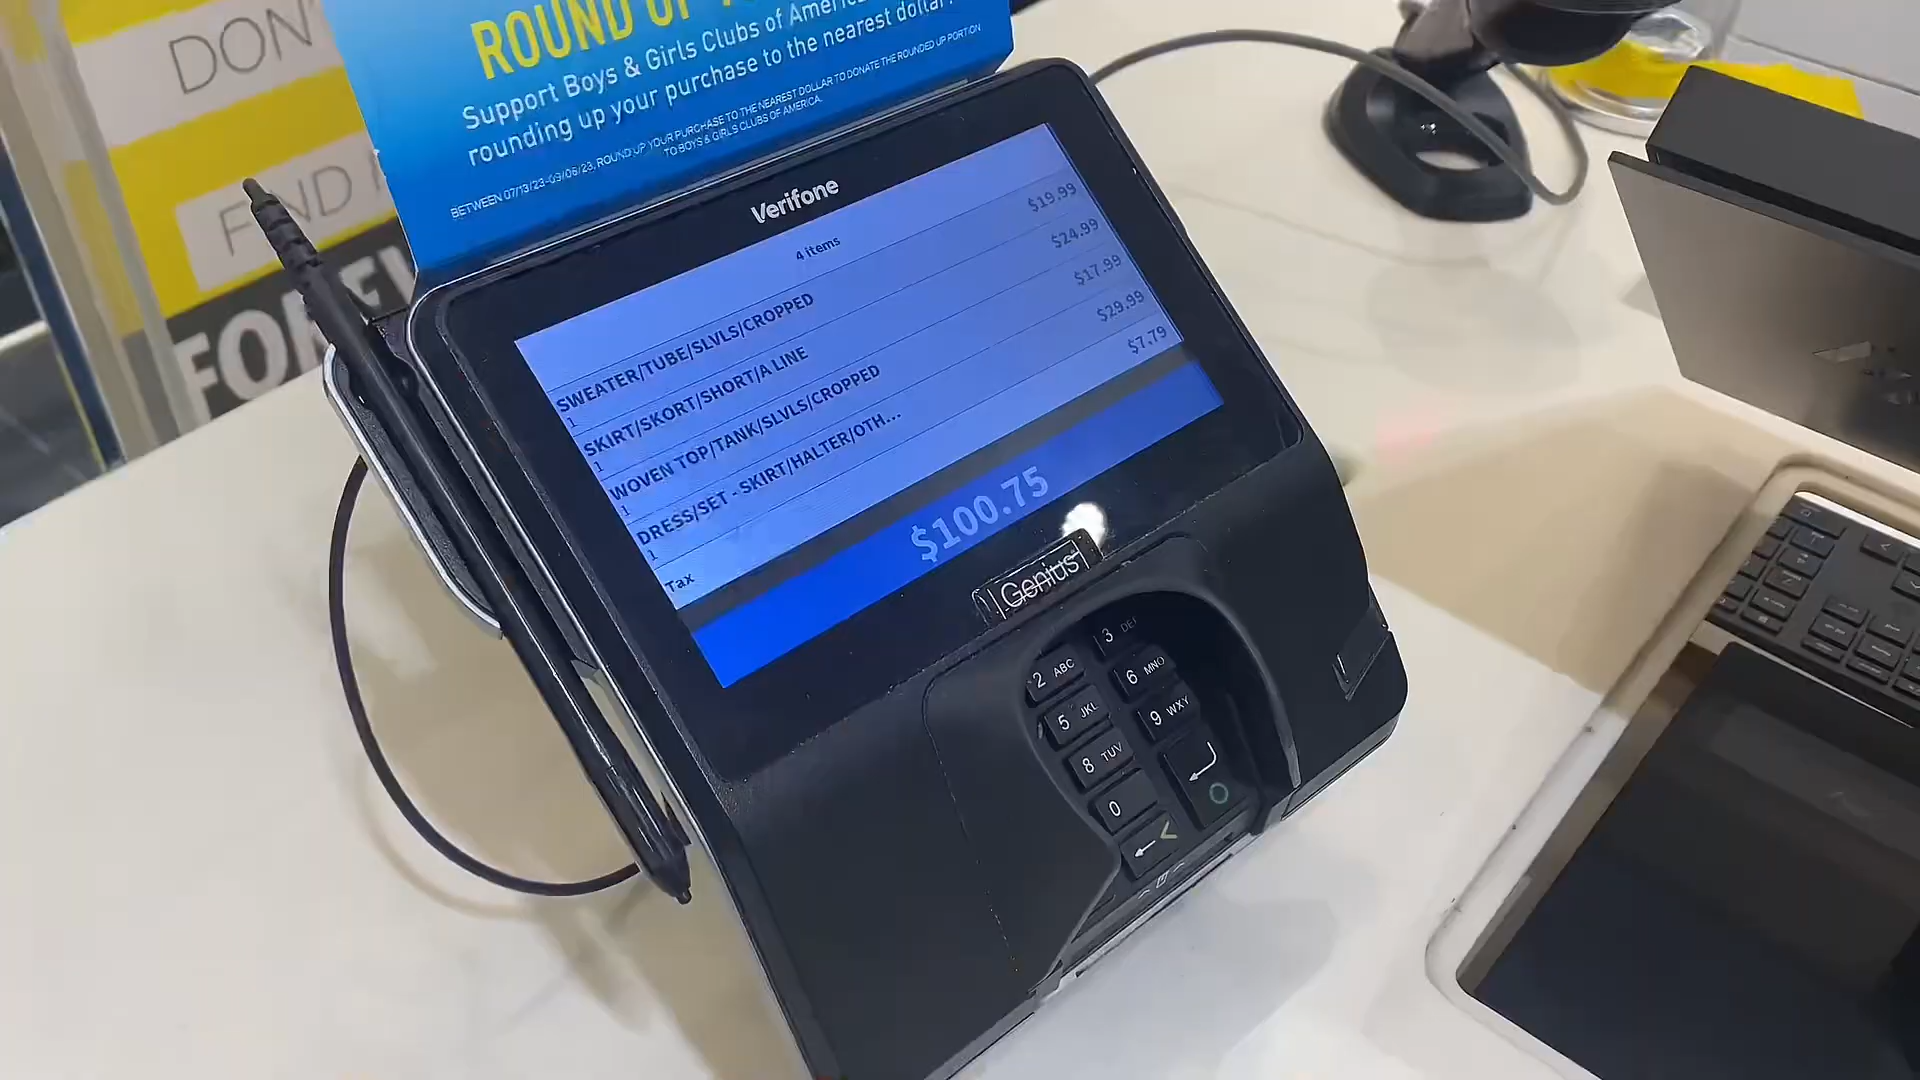 DON'
FIND
FOREV
ROUND UP
Support Boys & Girls Clubs of America
rounding up your purchase to the nearest dollar.
BETWEEN 07/13/23-09/06/23, ROUND UP YOUR PURCHASE TO THE NEAREST DOLLAR TO DONATE THE ROUNDED UP PORTION
TO BOYS & GIRLS CLUBS OF AMERICA.
Verifone
4 items
SWEATER/TUBE/SLVLS/CROPPED $19.99
1
SKIRT/SKORT/SHORT/A LINE $24.99
1
WOVEN TOP/TANK/SLVLS/CROPPED $17.99
1
DRESS/SET - SKIRT/HALTER/OTH... $29.99
1
Tax $7.79
$100.75
Genius
2 ABC
3 DEF
5 JKL
6 MNO
8 TUV
9 WXY
0